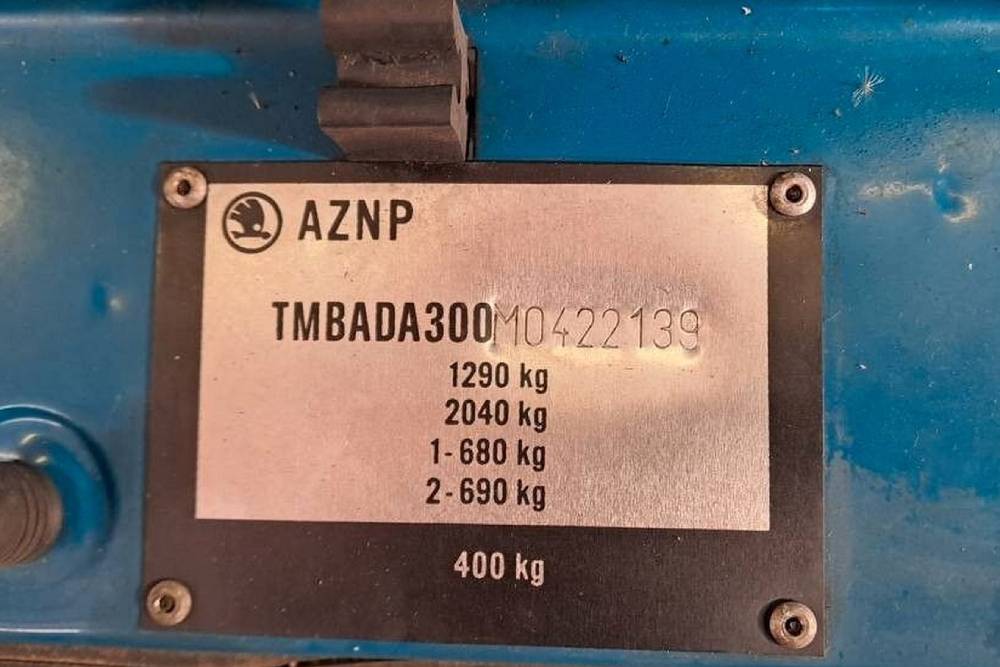 AZNP
TMBADA300M0422139
1290 kg
2040 kg
1-680 kg
2-690 kg
400 kg